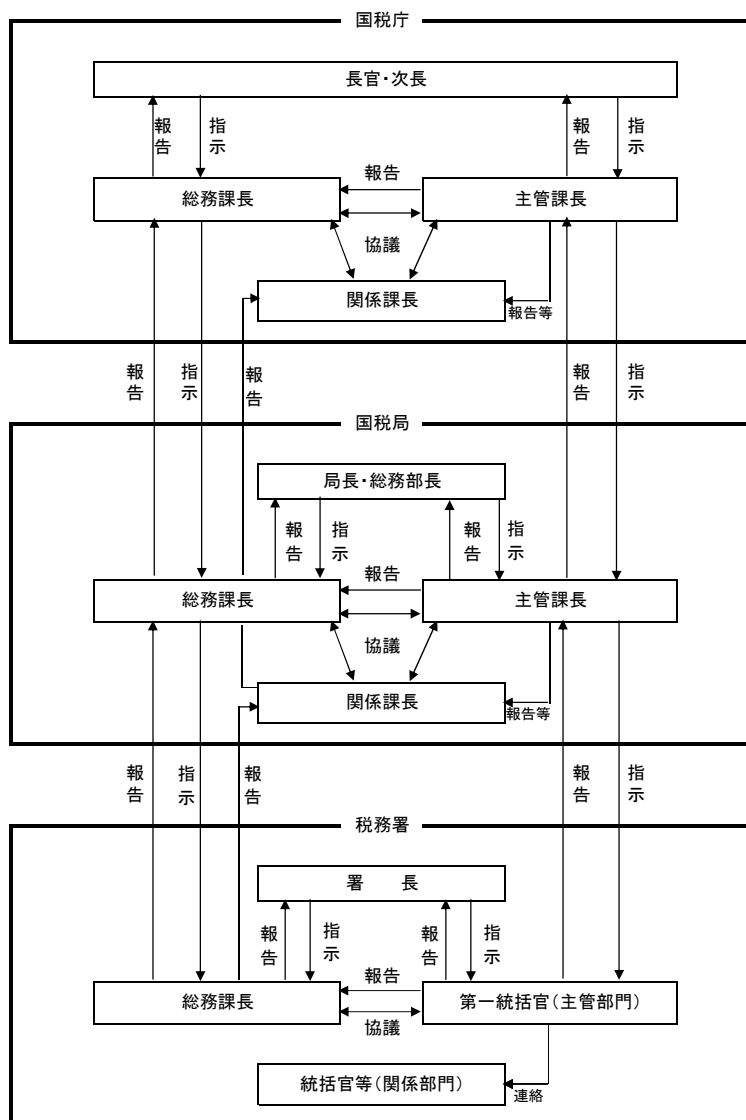 国税庁
長官・次長
報告
指示
報告
指示
総務課長
報告
主管課長
協議
関係課長
報告等
報告
指示
報告
報告
指示
国税局
局長・総務部長
報告
指示
報告
指示
総務課長
報告
主管課長
協議
関係課長
報告等
報告
指示
報告
報告
指示
税務署
署　　長
報告
指示
報告
指示
総務課長
報告
協議
第一統括官（主管部門）
統括官等（関係部門）
連絡